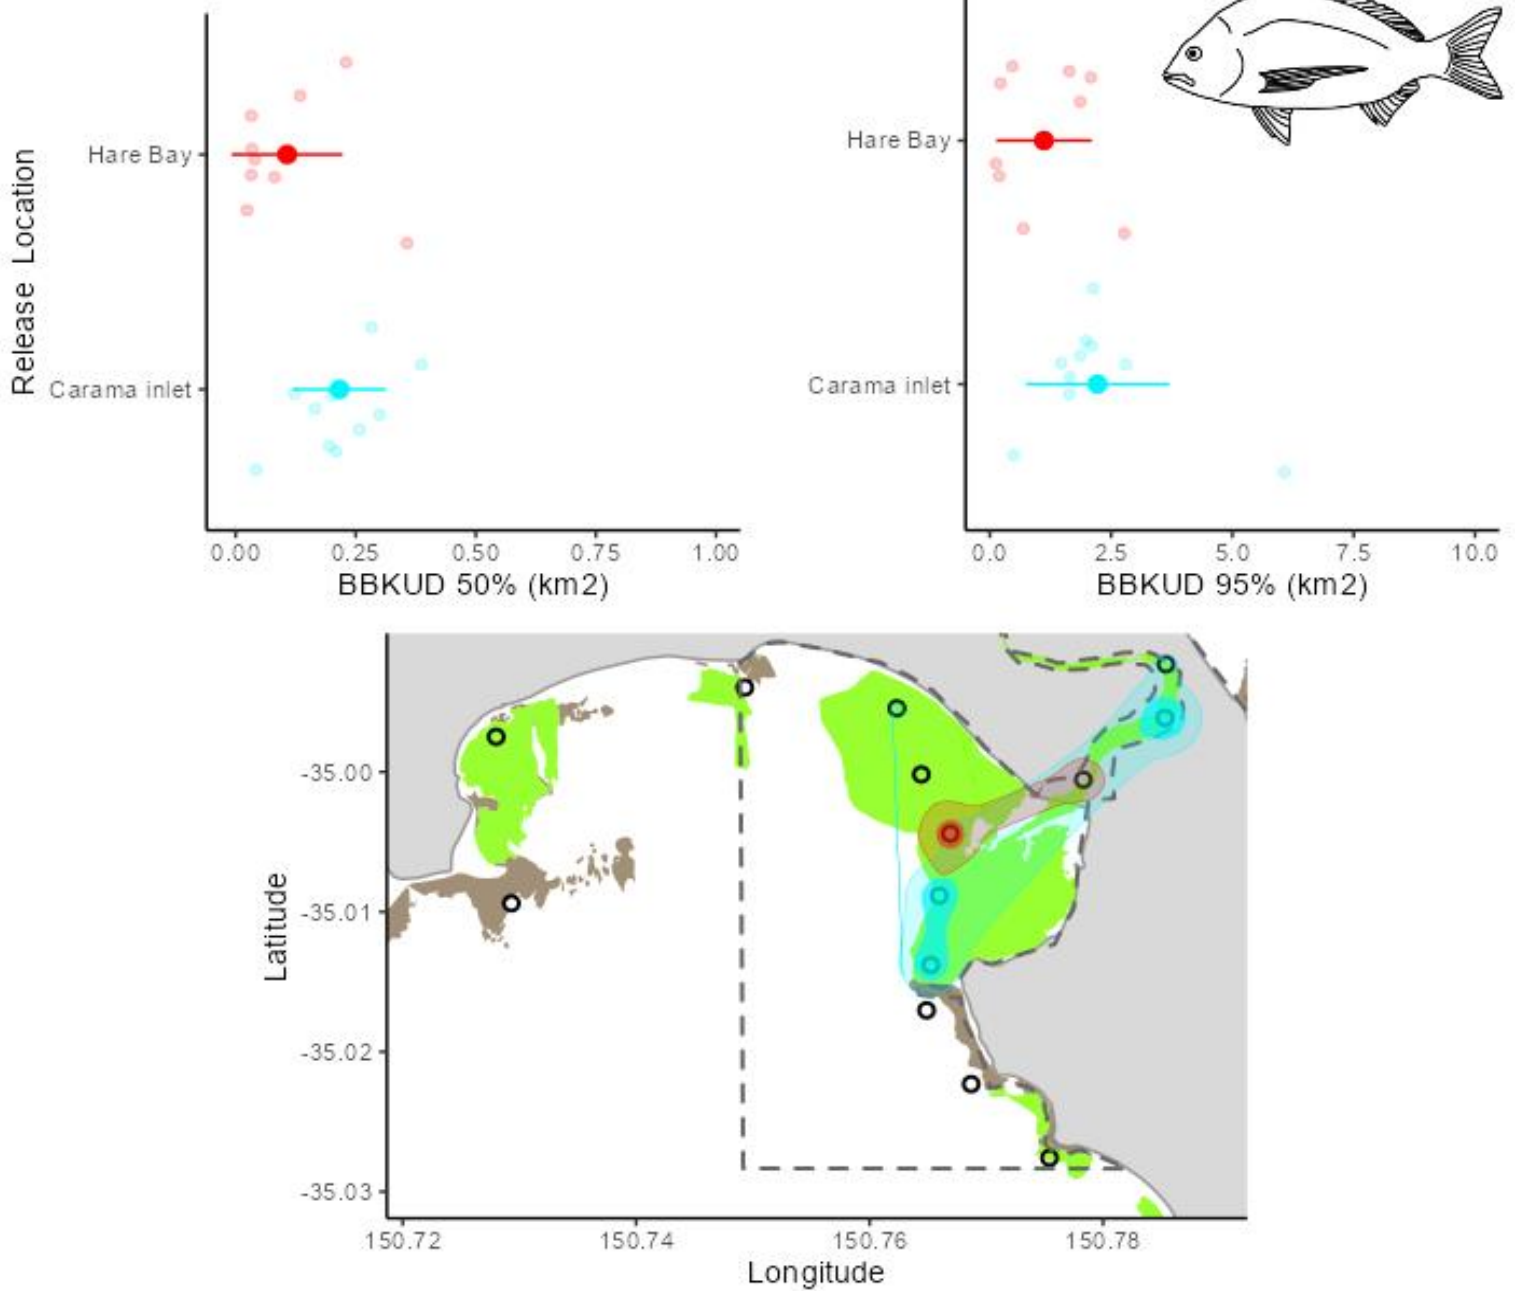 Release Location
Hare Bay
Carama inlet
0.00 0.25 0.50 0.75 1.00
BBKUD 50% (km2)
Hare Bay
Carama inlet
0.0 2.5 5.0 7.5 10.0
BBKUD 95% (km2)
Latitude
-35.00
-35.01
-35.02
-35.03
150.72 150.74 150.76 150.78
Longitude